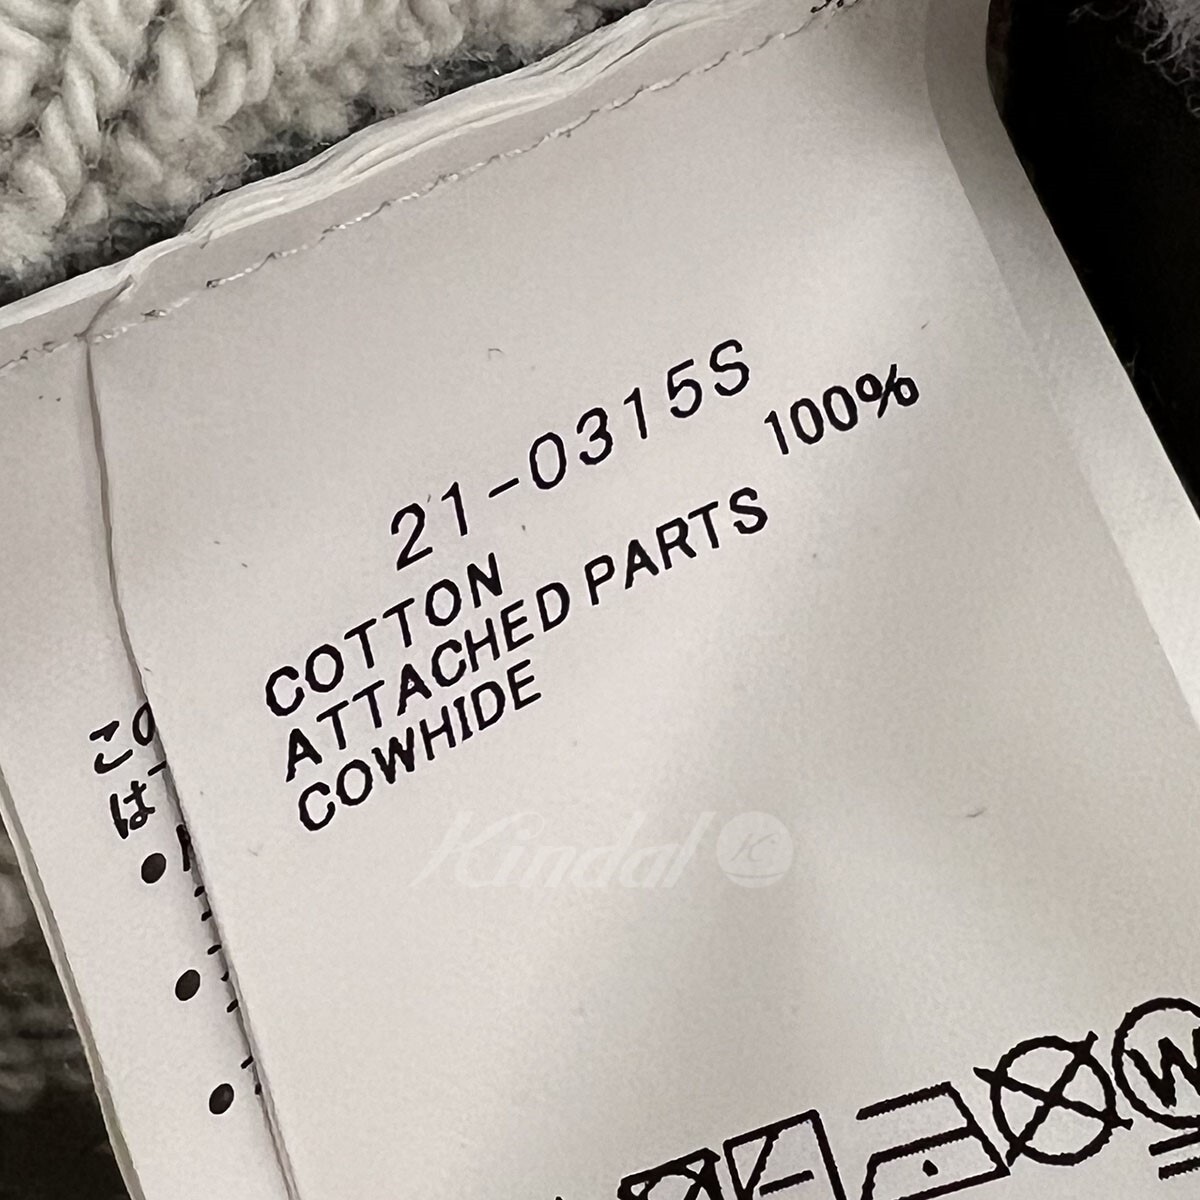 21-0315S
COTTON 100%
ATTACHED PARTS
COWHIDE
この
は
Kindal
W